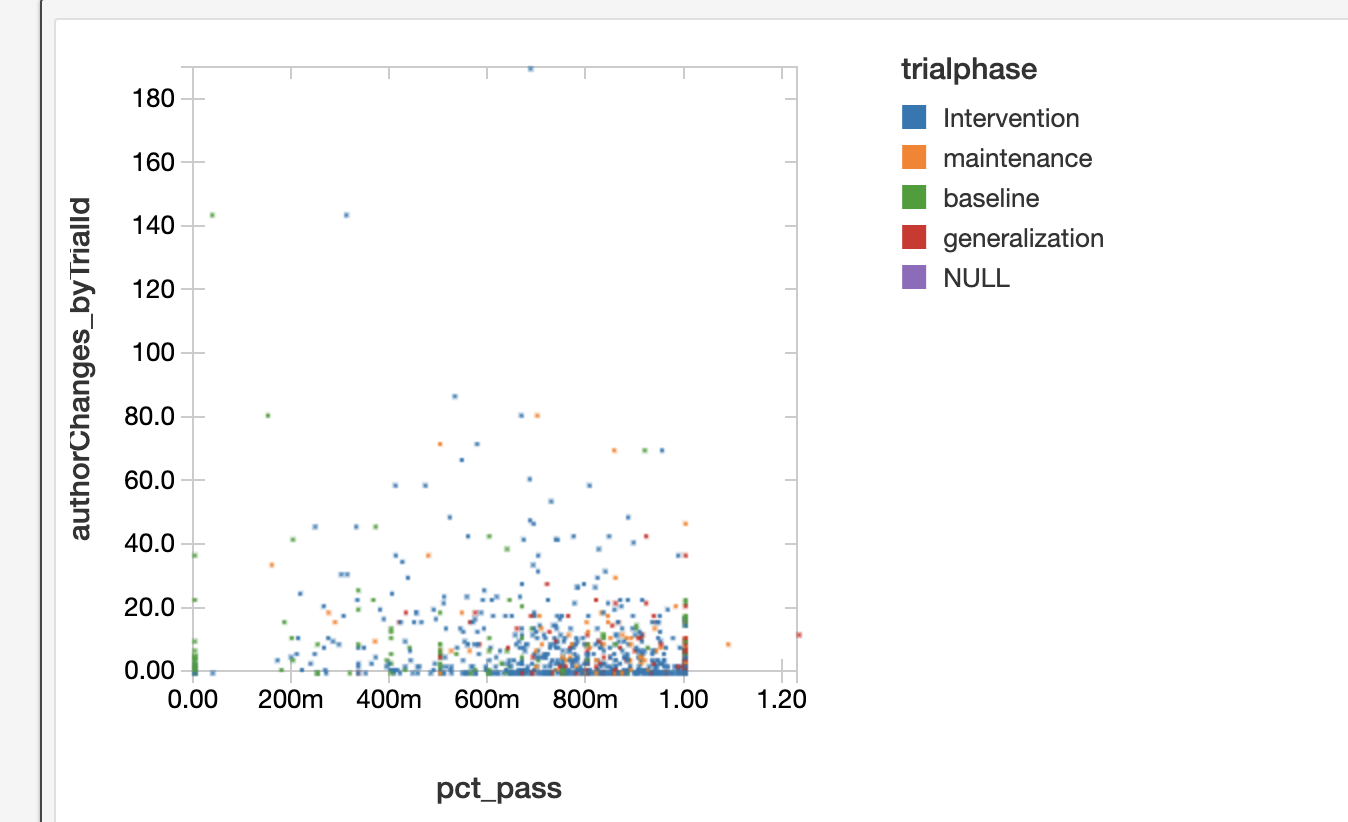 trialphase
Intervention
maintenance
baseline
generalization
NULL
authorChanges_byTrialId
180
160
140
120
100
80.0
60.0
40.0
20.0
0.00
0.00 200m 400m 600m 800m 1.00 1.20
pct_pass